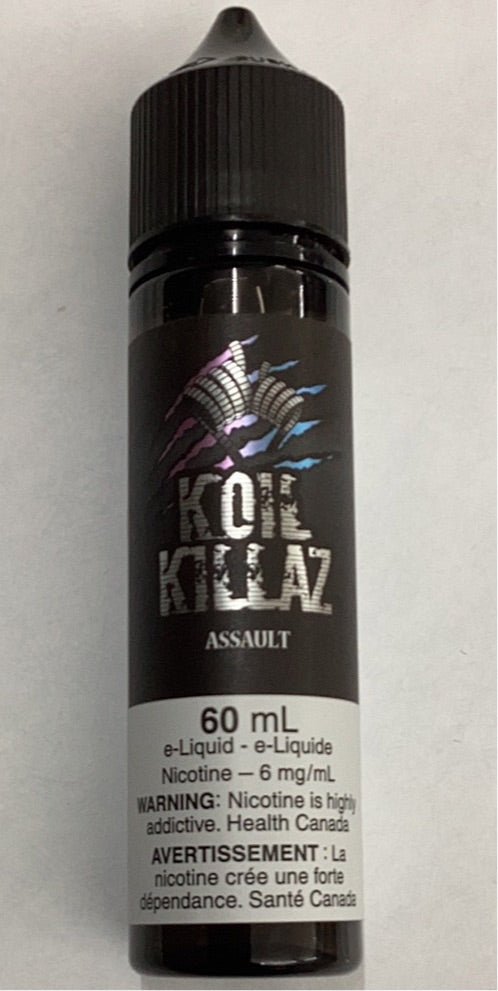 KOIL
KILLAZ
ASSAULT
60 mL
e-Liquid - e-Liquide
Nicotine — 6 mg/mL
WARNING: Nicotine is highly
addictive. Health Canada
AVERTISSEMENT : La
nicotine crée une forte
dépendance. Santé Canada